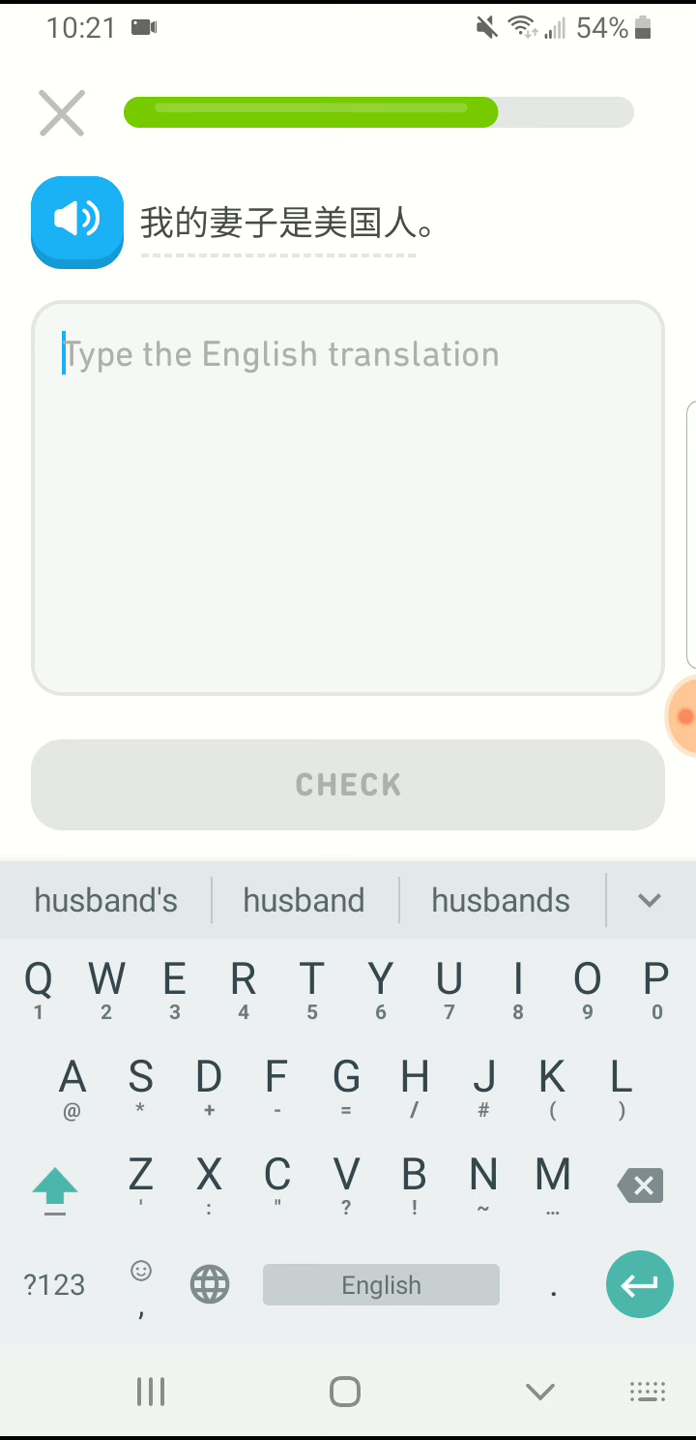 10:21 54%
我的妻子是美国人。
Type the English translation
CHECK
husband's husband husbands
Q W E R T Y U I O P
1 2 3 4 5 6 7 8 9 0
A S D F G H J K L
@ * + - = / # ( )
Z X C V B N M
' : " ? ! ~ …
?123 , English .